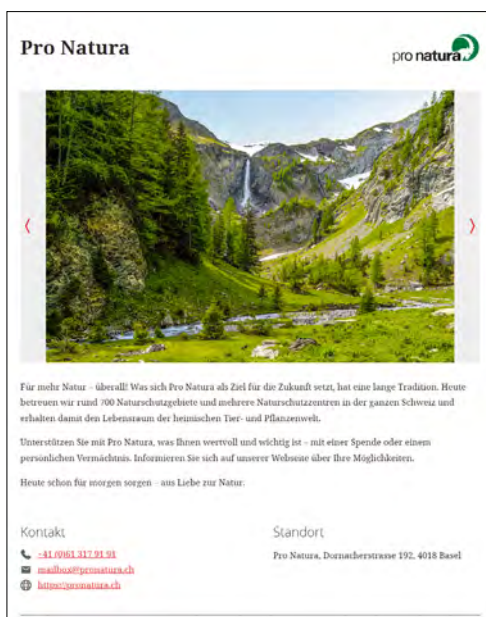 Pro Natura
pro natura
Für mehr Natur – überall! Was sich Pro Natura als Ziel für die Zukunft setzt, hat eine lange Tradition. Heute
betreuen wir rund 700 Naturschutzgebiete und mehrere Naturschutzzentren in der ganzen Schweiz und
erhalten damit den Lebensraum der heimischen Tier- und Pflanzenwelt.
Unterstützen Sie mit Pro Natura, was Ihnen wertvoll und wichtig ist – mit einer Spende oder einem
persönlichen Vermächtnis. Informieren Sie sich auf unserer Webseite über Ihre Möglichkeiten.
Heute schon für morgen sorgen – aus Liebe zur Natur.
Kontakt
+41 (0)61 317 91 91
mailbox@pronatura.ch
https://pronatura.ch
Standort
Pro Natura, Dornacherstrasse 192, 4018 Basel